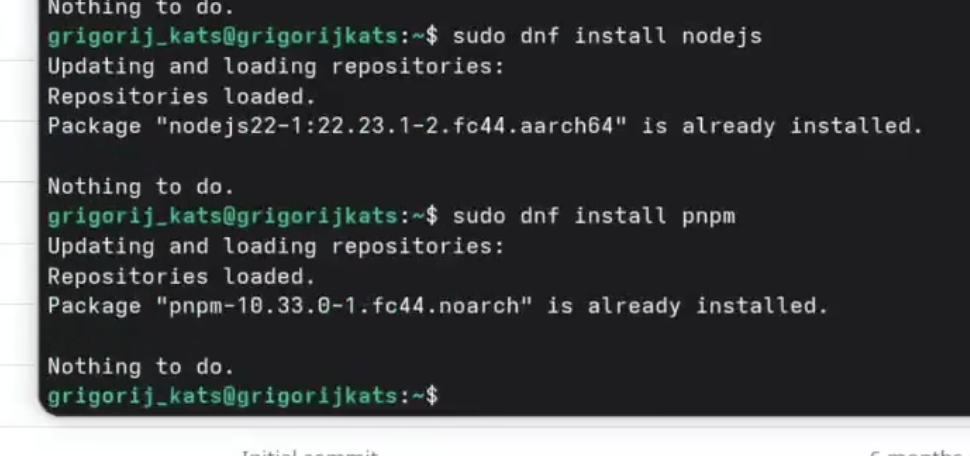 Nothing to do.
grigorij_kats@grigorijkats:~$ sudo dnf install nodejs
Updating and loading repositories:
Repositories loaded.
Package "nodejs22-1:22.23.1-2.fc44.aarch64" is already installed.
Nothing to do.
grigorij_kats@grigorijkats:~$ sudo dnf install pnpm
Updating and loading repositories:
Repositories loaded.
Package "pnpm-10.33.0-1.fc44.noarch" is already installed.
Nothing to do.
grigorij_kats@grigorijkats:~$
Initial commit 6 months